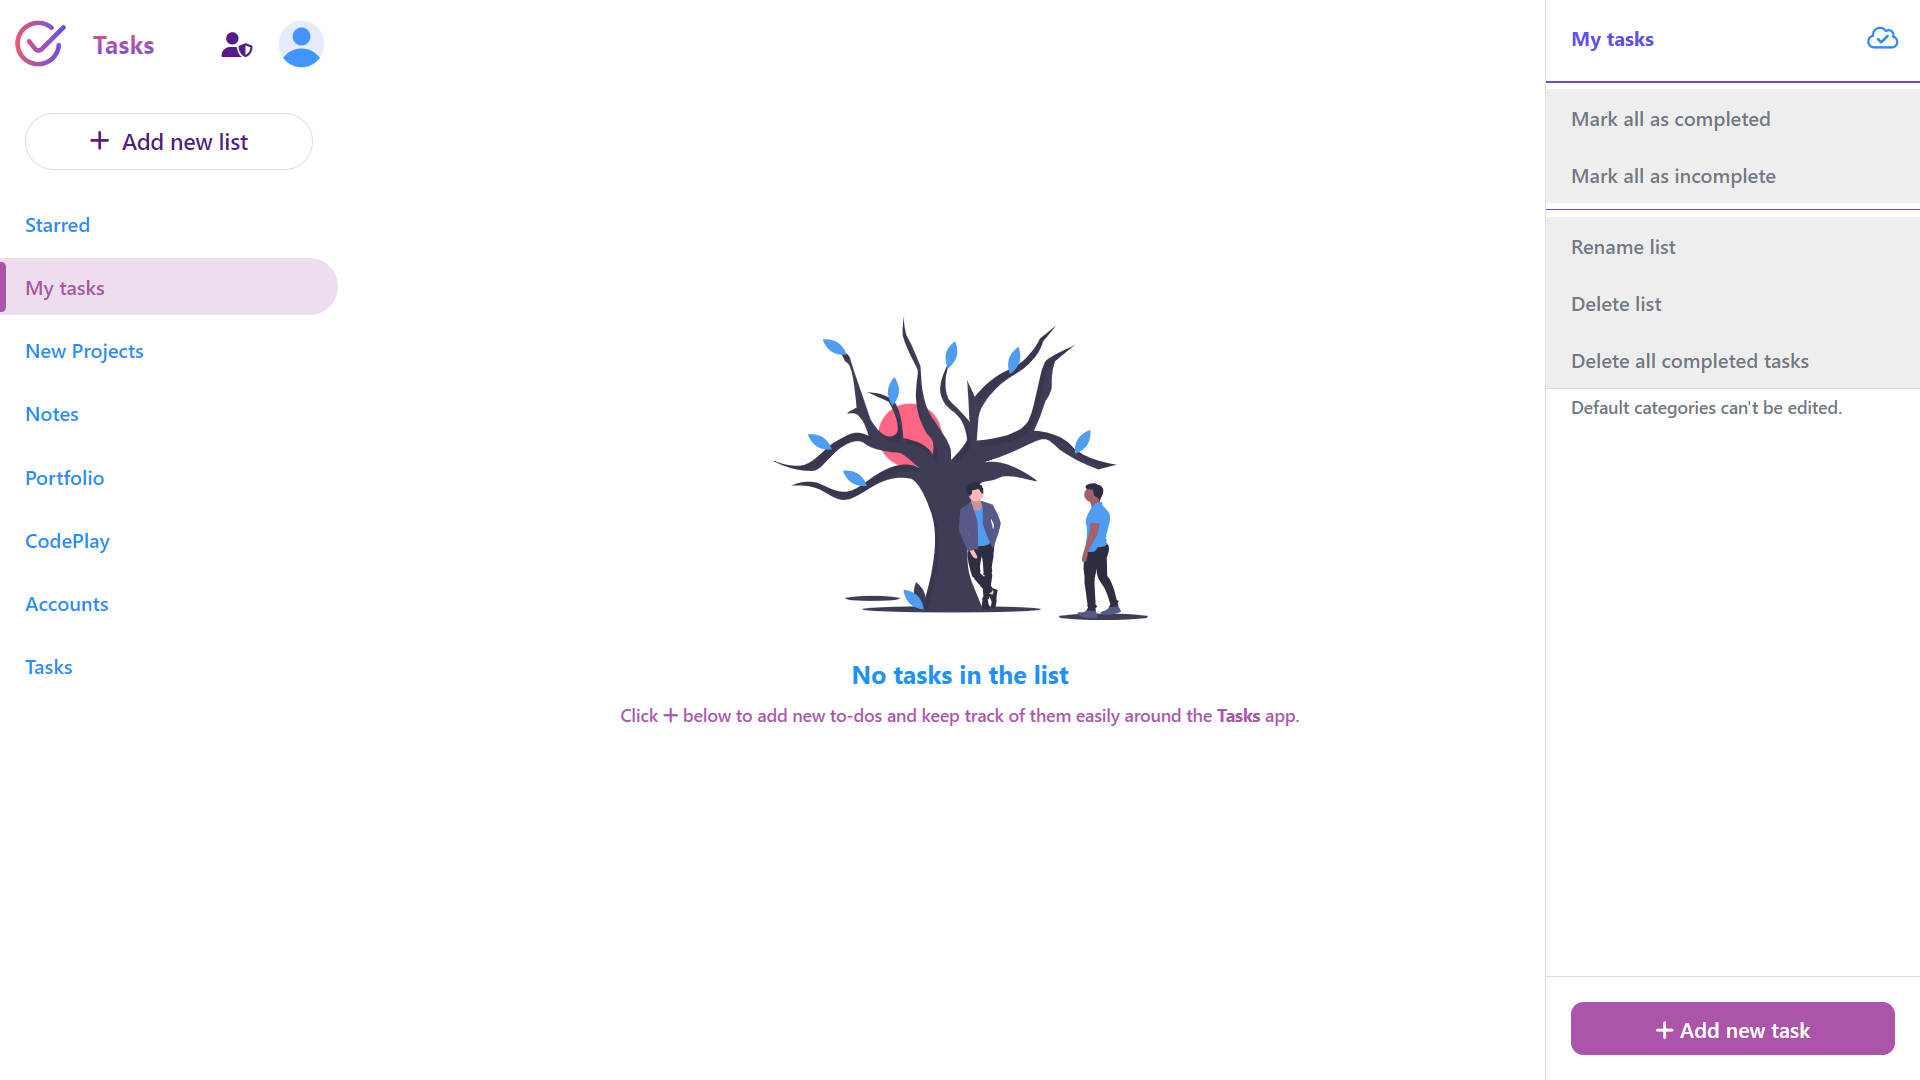 Tasks
Add new list
Starred
My tasks
New Projects
Notes
Portfolio
CodePlay
Accounts
Tasks
No tasks in the list
Click + below to add new to-dos and keep track of them easily around the Tasks app.
My tasks
Mark all as completed
Mark all as incomplete
Rename list
Delete list
Delete all completed tasks
Default categories can't be edited.
Add new task